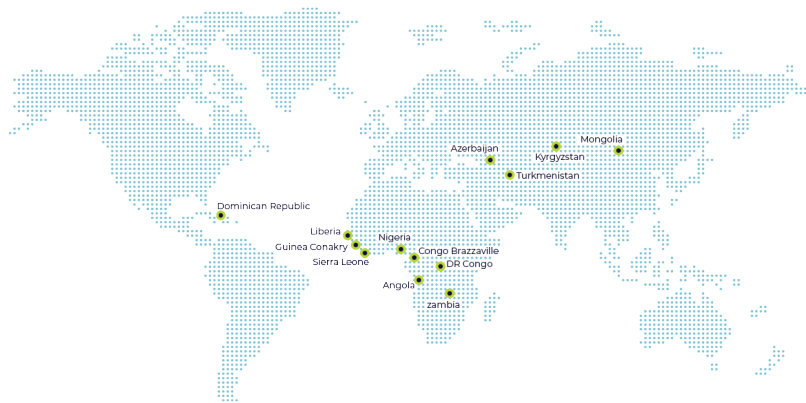 Mongolia
Azerbaijan
Kyrgyzstan
Turkmenistan
Dominican Republic
Liberia
Nigeria
Guinea Conakry
Congo Brazzaville
Sierra Leone
DR Congo
Angola
zambia